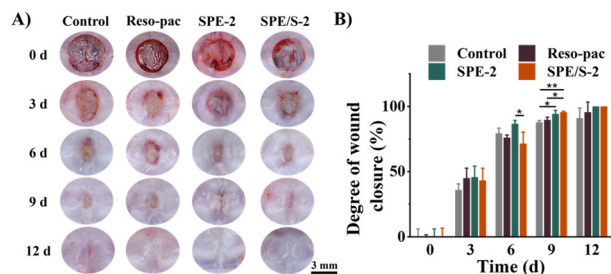 A)
Control Reso-pac SPE-2 SPE/S-2
0 d
3 d
6 d
9 d
12 d
3 mm
B)
Control Reso-pac
SPE-2 SPE/S-2
Degree of wound
closure (%)
100
50
0
*
**
*
*
0 3 6 9 12
Time (d)